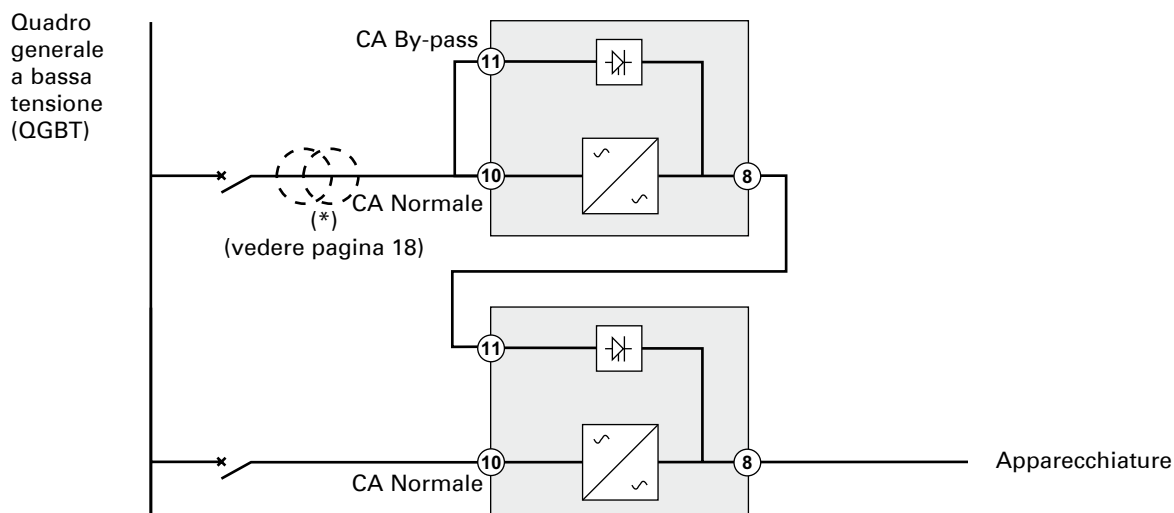 Quadro
generale
a bassa
tensione
(QGBT)
CA By-pass
11
10
8
CA Normale
(*)
(vedere pagina 18)
11
10
8
CA Normale
Apparecchiature